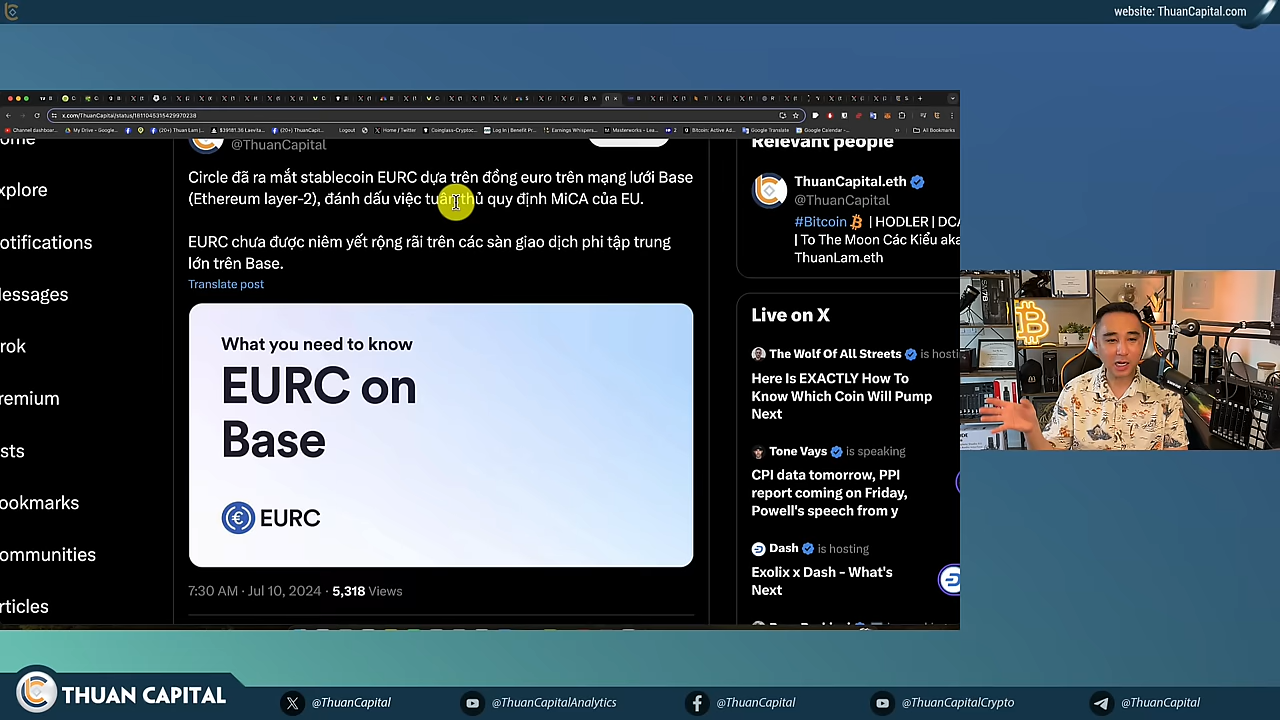 website: ThuanCapital.com
x.com/ThuanCapital/status/1811045315429970238
@ThuanCapital
Circle đã ra mắt stablecoin EURC dựa trên đồng euro trên mạng lưới Base
(Ethereum layer-2), đánh dấu việc tuân thủ quy định MiCA của EU.
EURC chưa được niêm yết rộng rãi trên các sàn giao dịch phi tập trung
lớn trên Base.
Translate post
What you need to know
EURC on
Base
EURC
7:30 AM · Jul 10, 2024 · 5,318 Views
xplore
otifications
lessages
rok
remium
sts
ookmarks
ommunities
rticles
Relevant people
ThuanCapital.eth
@ThuanCapital
#Bitcoin | HODLER | DCA
| To The Moon Các Kiểu aka
ThuanLam.eth
Live on X
The Wolf Of All Streets is hosti
Here Is EXACTLY How To
Know Which Coin Will Pump
Next
Tone Vays is speaking
CPI data tomorrow, PPI
report coming on Friday,
Powell's speech from y
Dash is hosting
Exolix x Dash - What's
Next
THUAN CAPITAL
@ThuanCapital
@ThuanCapitalAnalytics
@ThuanCapital
@ThuanCapitalCrypto
@ThuanCapital